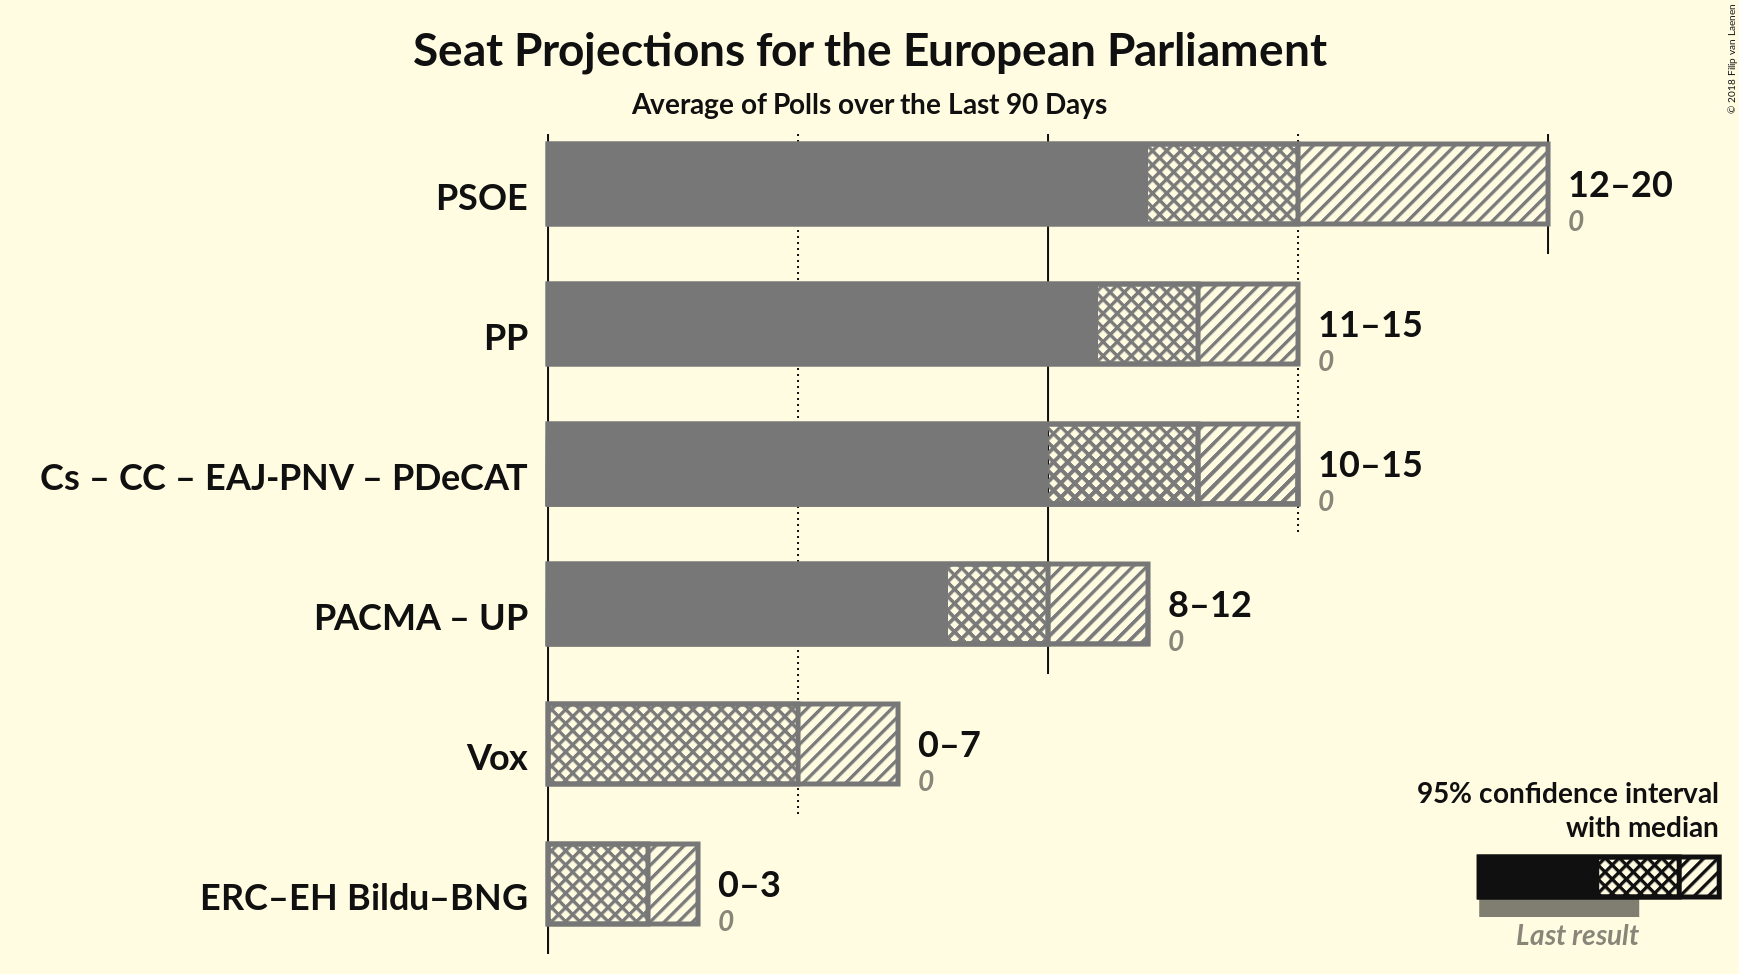 Seat Projections for the European Parliament
Average of Polls over the Last 90 Days
© 2018 Filip van Laenen
PSOE
12–20
0
PP
11–15
0
Cs – CC – EAJ-PNV – PDeCAT
10–15
0
PACMA – UP
8–12
0
Vox
0–7
0
ERC–EH Bildu–BNG
0–3
0
95% confidence interval
with median
Last result